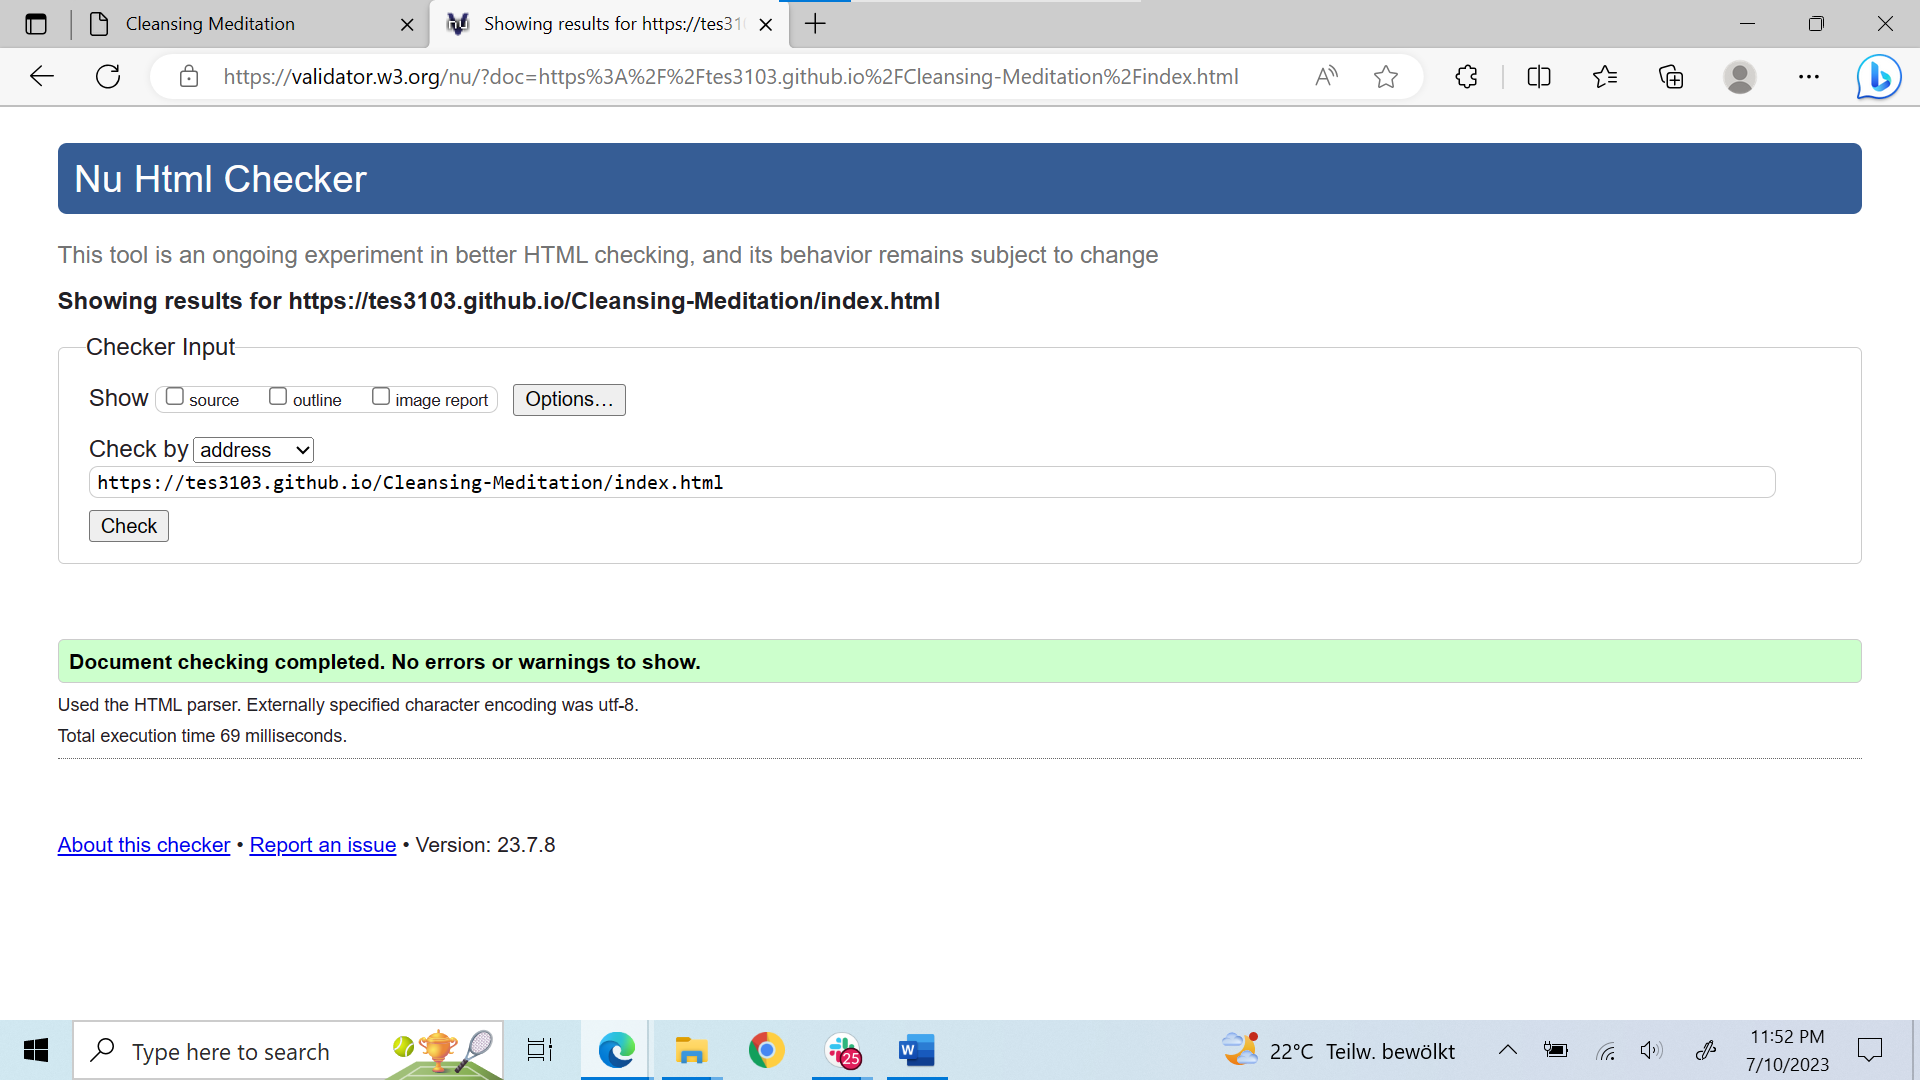 Cleansing Meditation
Showing results for https://tes31
https://validator.w3.org/nu/?doc=https%3A%2F%2Ftes3103.github.io%2FCleansing-Meditation%2Findex.html
Nu Html Checker
This tool is an ongoing experiment in better HTML checking, and its behavior remains subject to change
Showing results for https://tes3103.github.io/Cleansing-Meditation/index.html
Checker Input
Show source outline image report Options…
Check by address
https://tes3103.github.io/Cleansing-Meditation/index.html
Check
Document checking completed. No errors or warnings to show.
Used the HTML parser. Externally specified character encoding was utf-8.
Total execution time 69 milliseconds.
About this checker • Report an issue • Version: 23.7.8
Type here to search
25
W
22°C Teilw. bewölkt
11:52 PM
7/10/2023